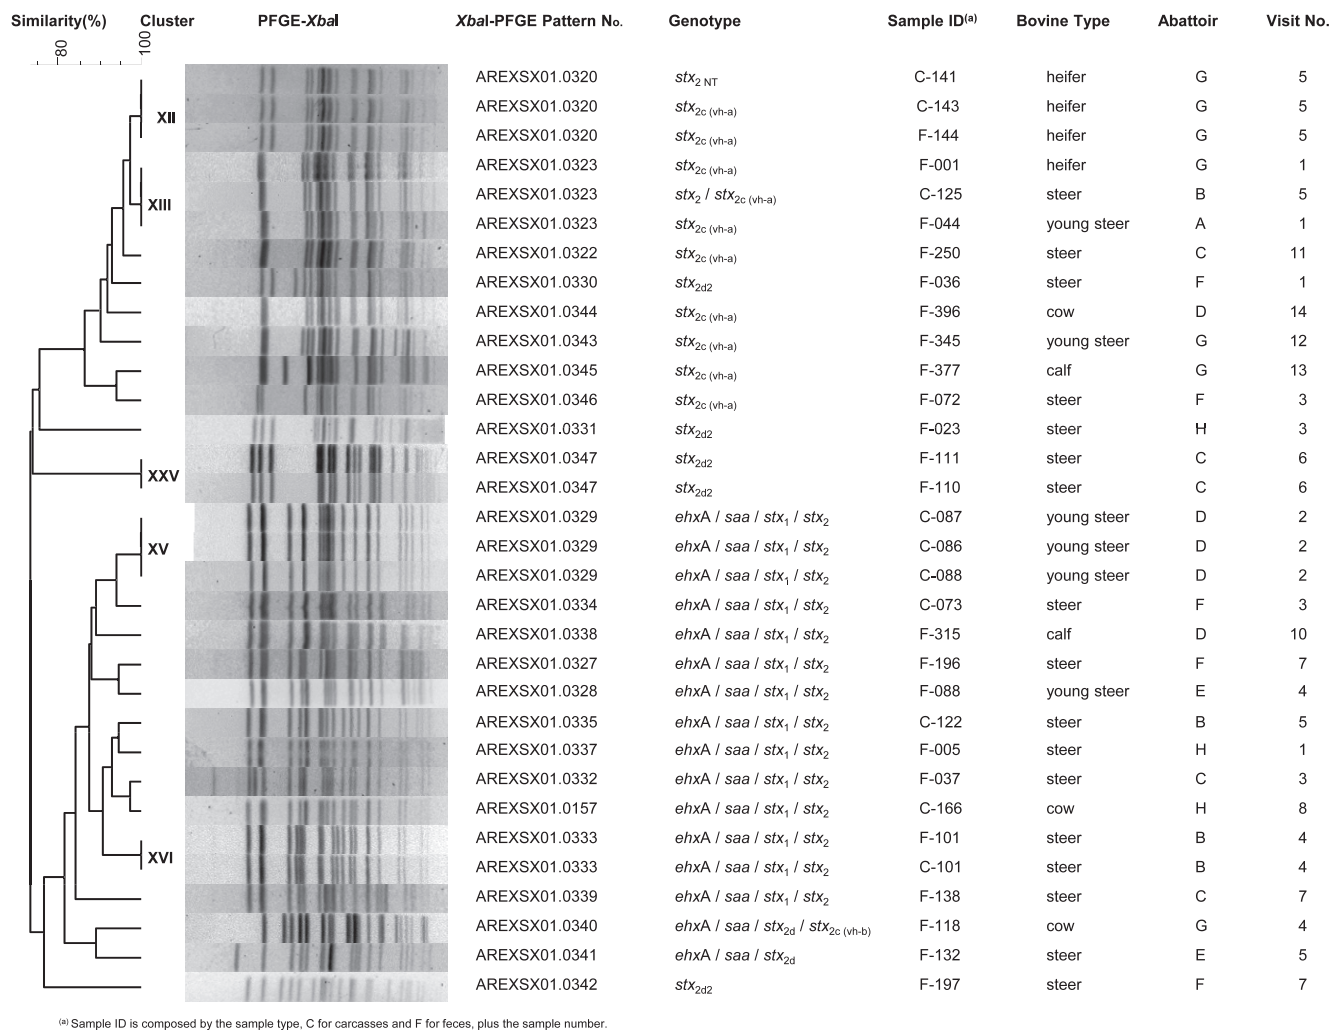 Similarity(%) Cluster PFGE-XbaI XbaI-PFGE Pattern No. Genotype Sample ID(a) Bovine Type Abattoir Visit No.
80 100
AREXSX01.0320 stx2 NT C-141 heifer G 5
XII AREXSX01.0320 stx2c (vh-a) C-143 heifer G 5
AREXSX01.0320 stx2c (vh-a) F-144 heifer G 5
AREXSX01.0323 stx2c (vh-a) F-001 heifer G 1
XIII AREXSX01.0323 stx2 / stx2c (vh-a) C-125 steer B 5
AREXSX01.0323 stx2c (vh-a) F-044 young steer A 1
AREXSX01.0322 stx2c (vh-a) F-250 steer C 11
AREXSX01.0330 stx2d2 F-036 steer F 1
AREXSX01.0344 stx2c (vh-a) F-396 cow D 14
AREXSX01.0343 stx2c (vh-a) F-345 young steer G 12
AREXSX01.0345 stx2c (vh-a) F-377 calf G 13
AREXSX01.0346 stx2c (vh-a) F-072 steer F 3
AREXSX01.0331 stx2d2 F-023 steer H 3
AREXSX01.0347 stx2d2 F-111 steer C 6
XXV AREXSX01.0347 stx2d2 F-110 steer C 6
AREXSX01.0329 ehxA / saa / stx1 / stx2 C-087 young steer D 2
XV AREXSX01.0329 ehxA / saa / stx1 / stx2 C-086 young steer D 2
AREXSX01.0329 ehxA / saa / stx1 / stx2 C-088 young steer D 2
AREXSX01.0334 ehxA / saa / stx1 / stx2 C-073 steer F 3
AREXSX01.0338 ehxA / saa / stx1 / stx2 F-315 calf D 10
AREXSX01.0327 ehxA / saa / stx1 / stx2 F-196 steer F 7
AREXSX01.0328 ehxA / saa / stx1 / stx2 F-088 young steer E 4
AREXSX01.0335 ehxA / saa / stx1 / stx2 C-122 steer B 5
AREXSX01.0337 ehxA / saa / stx1 / stx2 F-005 steer H 1
AREXSX01.0332 ehxA / saa / stx1 / stx2 F-037 steer C 3
AREXSX01.0157 ehxA / saa / stx1 / stx2 C-166 cow H 8
AREXSX01.0333 ehxA / saa / stx1 / stx2 F-101 steer B 4
XVI AREXSX01.0333 ehxA / saa / stx1 / stx2 C-101 steer B 4
AREXSX01.0339 ehxA / saa / stx1 / stx2 F-138 steer C 7
AREXSX01.0340 ehxA / saa / stx2d / stx2c (vh-b) F-118 cow G 4
AREXSX01.0341 ehxA / saa / stx2d F-132 steer E 5
AREXSX01.0342 stx2d2 F-197 steer F 7
(a) Sample ID is composed by the sample type, C for carcasses and F for feces, plus the sample number.